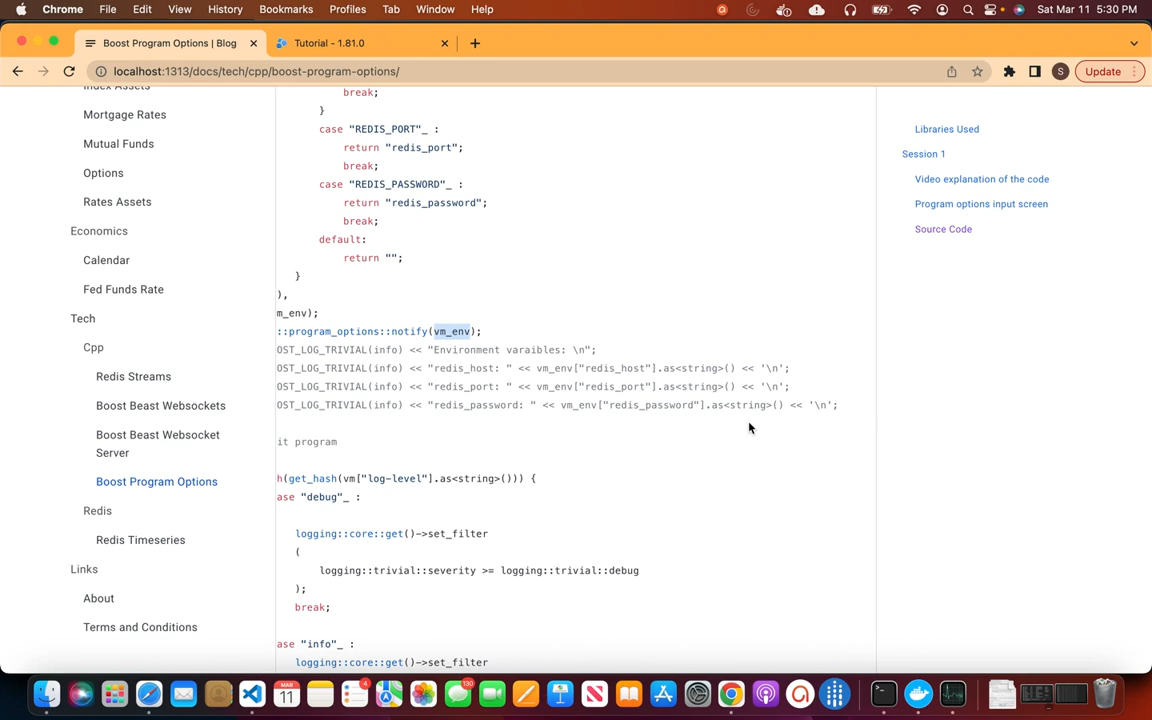 Chrome File Edit View History Bookmarks Profiles Tab Window Help Sat Mar 11 5:30 PM
Boost Program Options | Blog Tutorial - 1.81.0
localhost:1313/docs/tech/cpp/boost-program-options/ S Update
Index Assets
Mortgage Rates
Mutual Funds
Options
Rates Assets
Economics
Calendar
Fed Funds Rate
Tech
Cpp
Redis Streams
Boost Beast Websockets
Boost Beast Websocket
Server
Boost Program Options
Redis
Redis Timeseries
Links
About
Terms and Conditions
break;
}
case "REDIS_PORT"_ :
return "redis_port";
break;
case "REDIS_PASSWORD"_ :
return "redis_password";
break;
default:
return "";
}
),
m_env);
::program_options::notify(vm_env);
OST_LOG_TRIVIAL(info) << "Environment varaibles: \n";
OST_LOG_TRIVIAL(info) << "redis_host: " << vm_env["redis_host"].as<string>() << '\n';
OST_LOG_TRIVIAL(info) << "redis_port: " << vm_env["redis_port"].as<string>() << '\n';
OST_LOG_TRIVIAL(info) << "redis_password: " << vm_env["redis_password"].as<string>() << '\n';
it program
h(get_hash(vm["log-level"].as<string>())) {
ase "debug"_ :
logging::core::get()->set_filter
(
logging::trivial::severity >= logging::trivial::debug
);
break;
ase "info"_ :
logging::core::get()->set_filter
Libraries Used
Session 1
Video explanation of the code
Program options input screen
Source Code
MAR
11
4
130